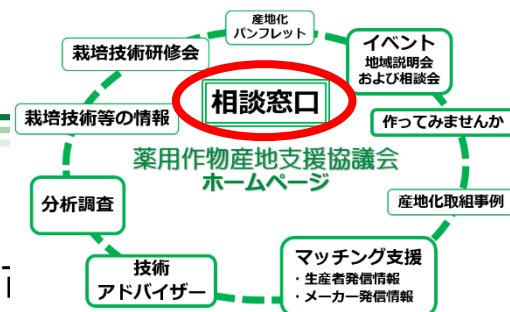 産地化
パンフレット
栽培技術研修会
イベント
地域説明会
および相談会
相談窓口
栽培技術等の情報
作ってみませんか
薬用作物産地支援協議会
ホームページ
分析調査
産地化取組事例
技術
アドバイザー
マッチング支援
・生産者発信情報
・メーカー発信情報